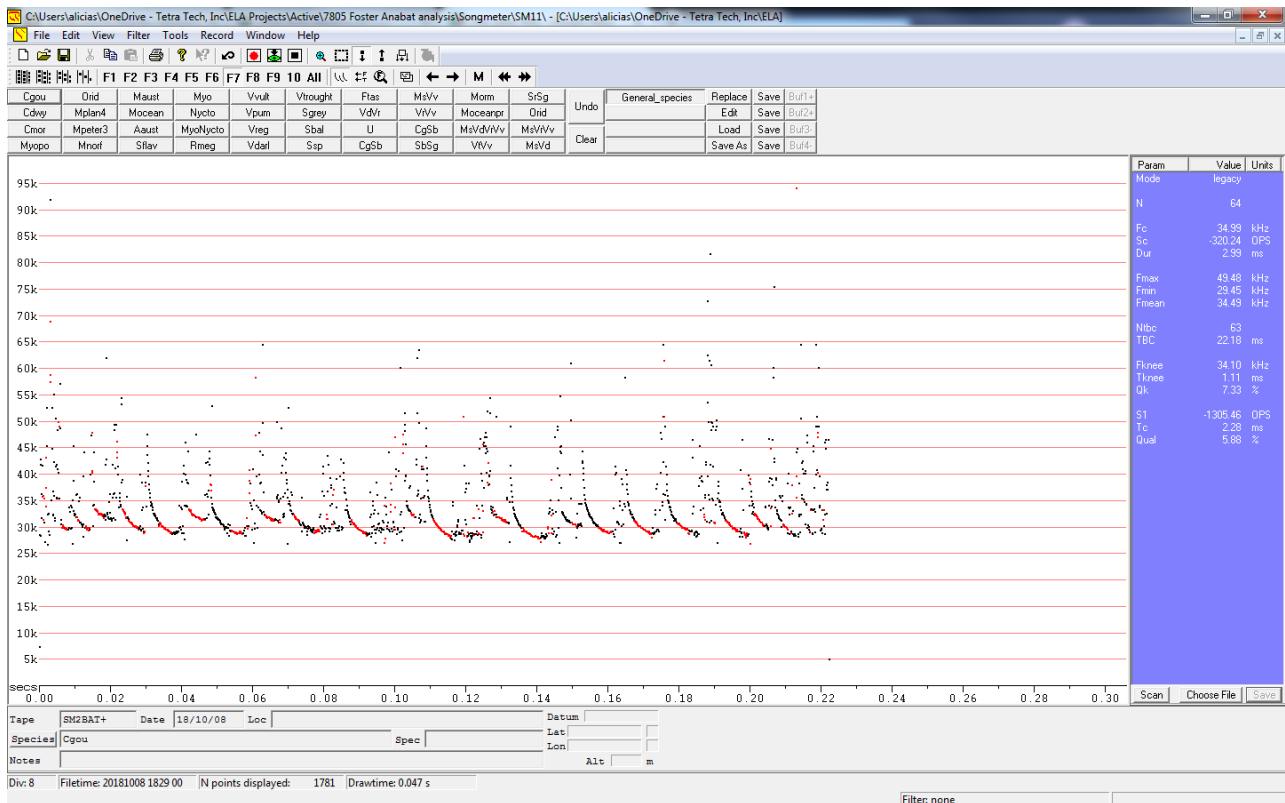 C:\Users\alicias\OneDrive - Tetra Tech, Inc\ELA Projects\Active\7805 Foster Anabat analysis\Songmeter\SM11\ - [C:\Users\alicias\OneDrive - Tetra Tech, Inc\ELA]
File Edit View Filter Tools Record Window Help
F1 F2 F3 F4 F5 F6 F7 F8 F9 10 All M
Cgou Orid Maust Myo Vvult Vtrought Ftas MsVv Morm SrSg Undo General_species Replace Save Buf1+
Cdwy Mplan4 Mocean Nycto Vpum Sgrey VdVr VrVv Moceanpr Orid Edit Save Buf2+
Cmor Mpeter3 Aaust MyoNycto Vreg Sbal U CgSb MsVdVrVv MsVrVv Clear Load Save Buf3-
Myopo Mnorf Sflav Rmeg Vdarl Ssp CgSb SbSg VfVv MsVd Save As Save Buf4-
Param Value Units
Mode legacy
N 64
Fc 34.99 kHz
Sc -320.24 OPS
Dur 2.99 ms
Fmax 49.48 kHz
Fmin 29.45 kHz
Fmean 34.49 kHz
Ntbc 63
TBC 22.18 ms
Fknee 34.10 kHz
Tknee 1.11 ms
Qk 7.33 %
S1 -1305.46 OPS
Tc 2.28 ms
Qual 5.88 %
95k
90k
85k
80k
75k
70k
65k
60k
55k
50k
45k
40k
35k
30k
25k
20k
15k
10k
5k
secs
0.00 0.02 0.04 0.06 0.08 0.10 0.12 0.14 0.16 0.18 0.20 0.22 0.24 0.26 0.28 0.30
Scan Choose File Save
Tape SM2BAT+ Date 18/10/08 Loc Datum
Species Cgou Spec Lat
Lon
Notes Alt m
Div: 8 Filetime: 20181008 1829 00 N points displayed: 1781 Drawtime: 0.047 s
Filter: none